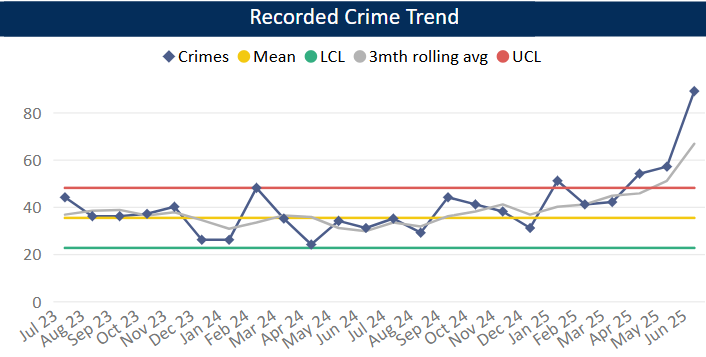 Recorded Crime Trend
Crimes Mean LCL 3mth rolling avg UCL
80
60
40
20
0
Jul 23 Aug 23 Sep 23 Oct 23 Nov 23 Dec 23 Jan 24 Feb 24 Mar 24 Apr 24 May 24 Jun 24 Jul 24 Aug 24 Sep 24 Oct 24 Nov 24 Dec 24 Jan 25 Feb 25 Mar 25 Apr 25 May 25 Jun 25